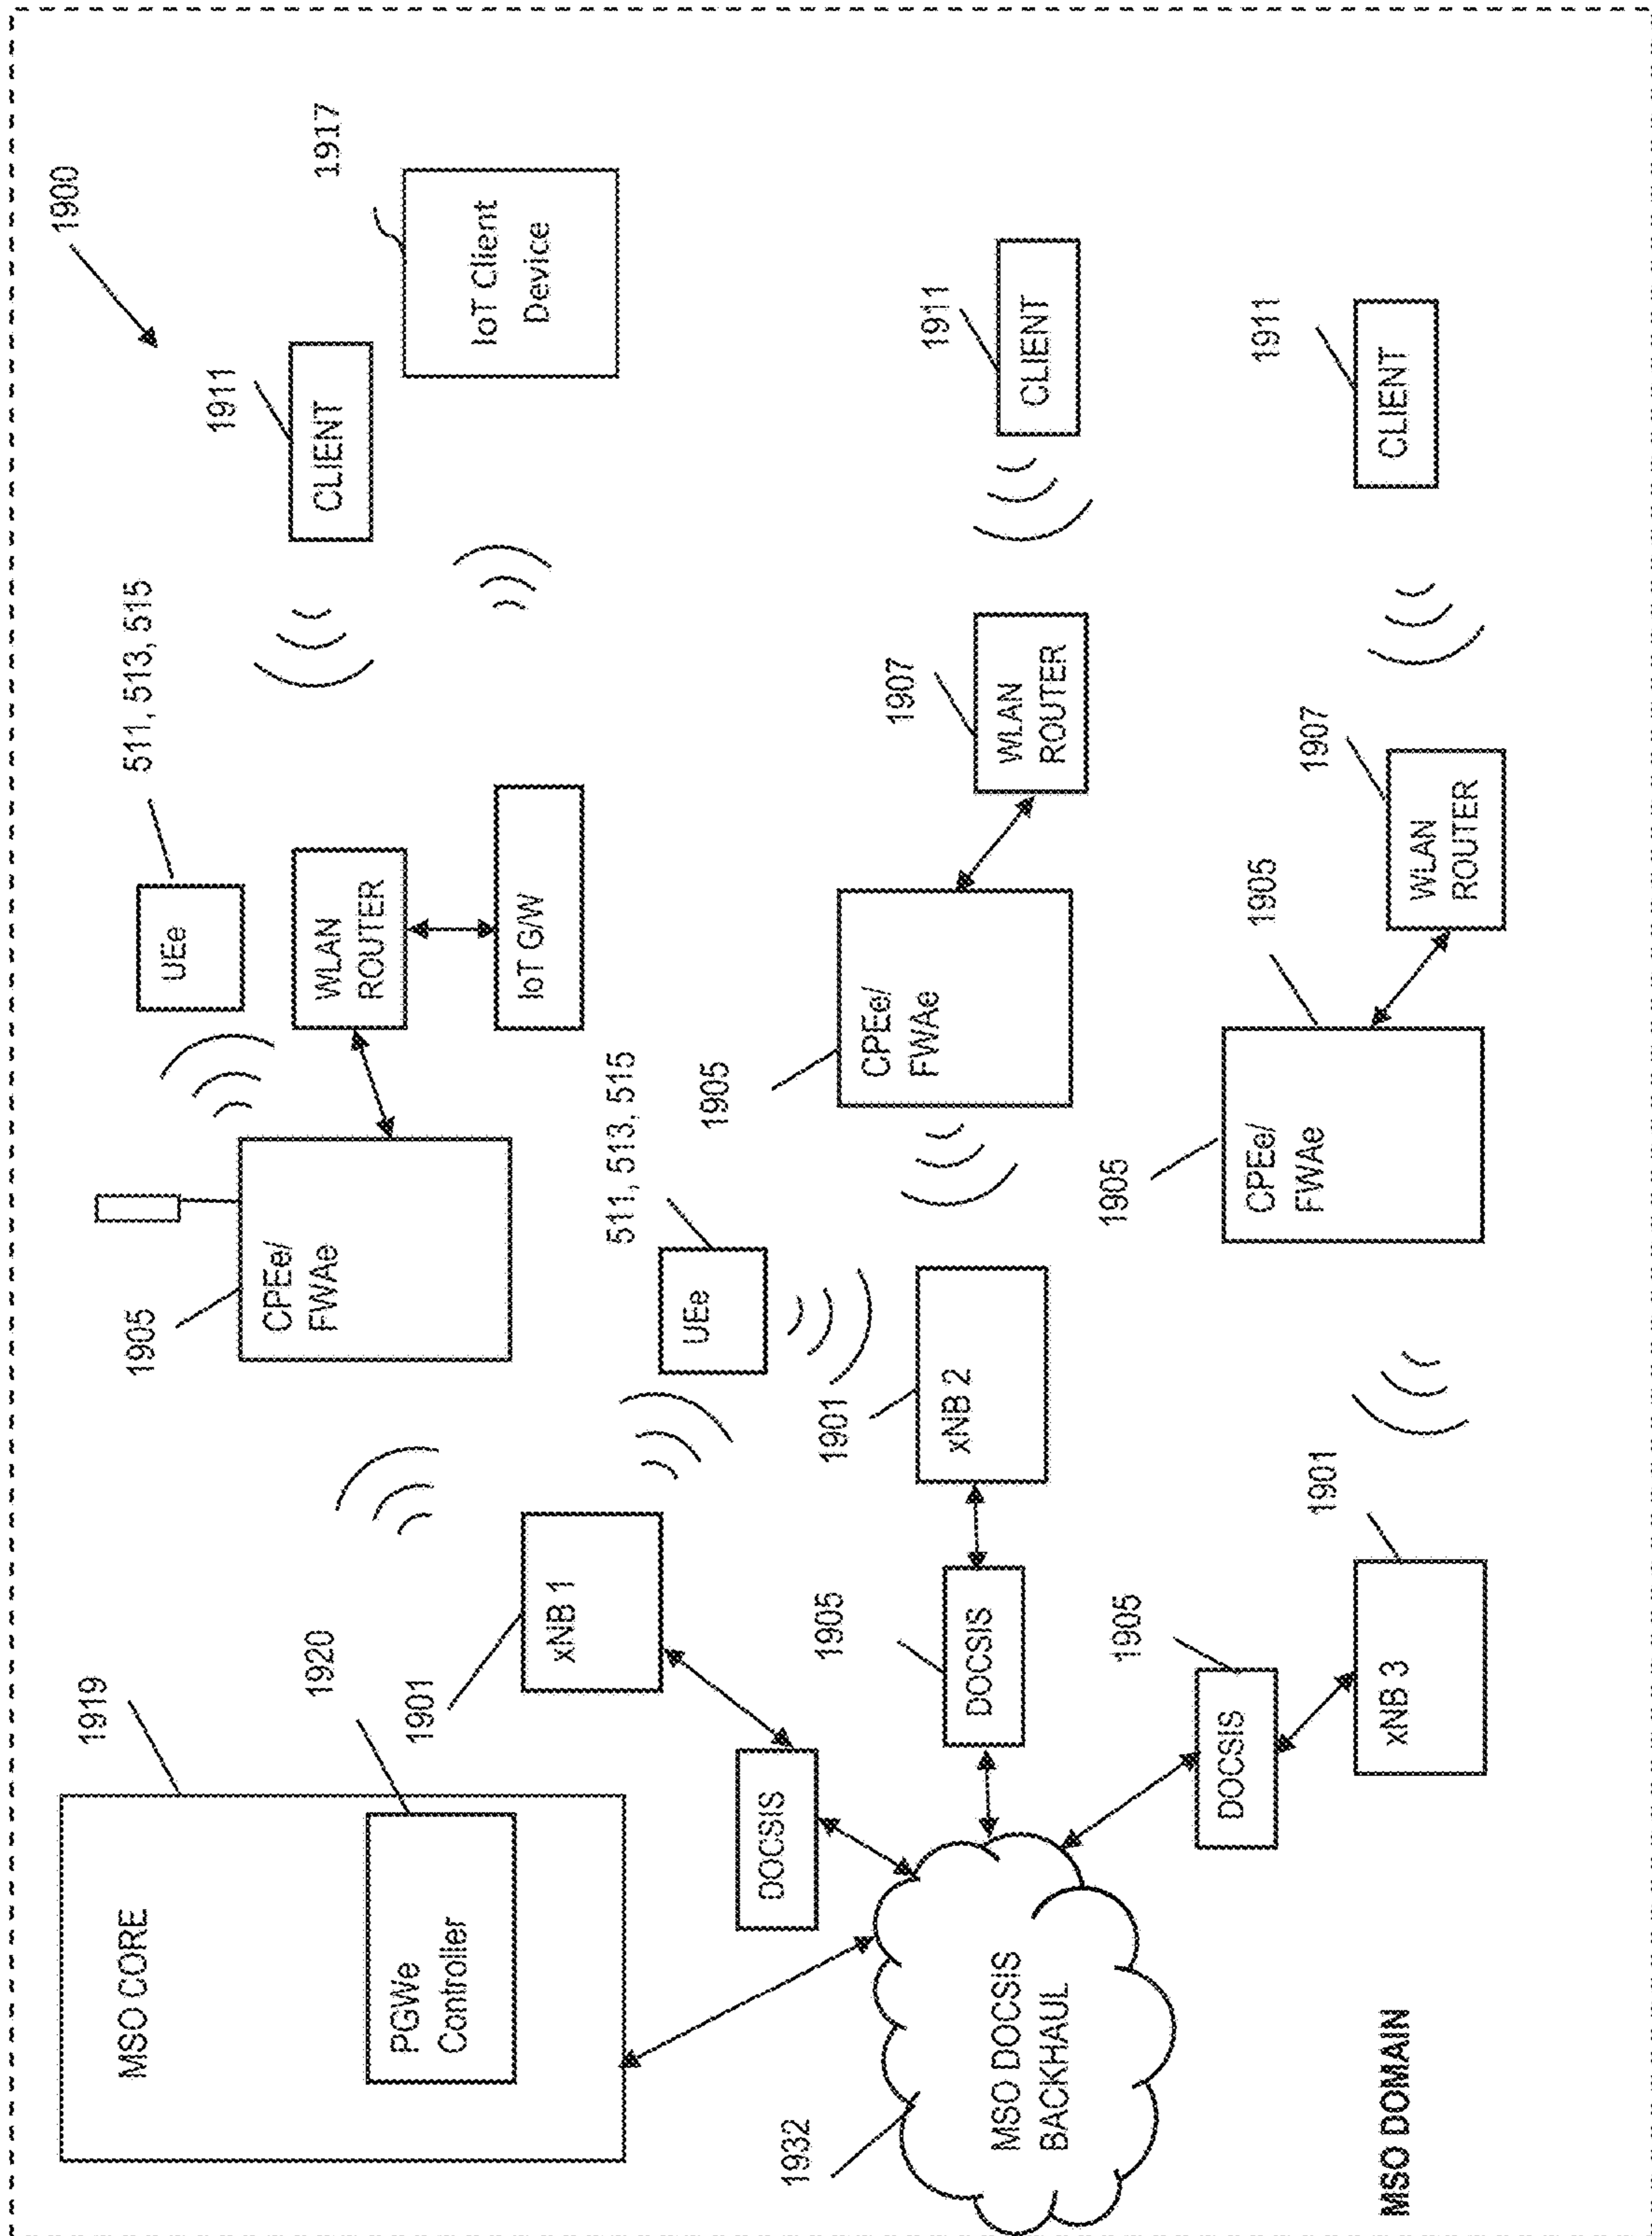 1900
1919
MSO CORE
1920
PGWe
Controller
1905
CPEe/
FWAe
511, 513, 515
UEe
WLAN
ROUTER
IoT G/W
1911
CLIENT
1917
IoT Client
Device
1901
xNB 1
511, 513, 515
UEe
DOCSIS
1932
MSO DOCSIS
BACKHAUL
1905
DOCSIS
1901
xNB 2
1905
CPEe/
FWAe
1907
WLAN
ROUTER
1911
CLIENT
1905
DOCSIS
1901
xNB 3
1905
1905
CPEe/
FWAe
1907
WLAN
ROUTER
1911
CLIENT
MSO DOMAIN